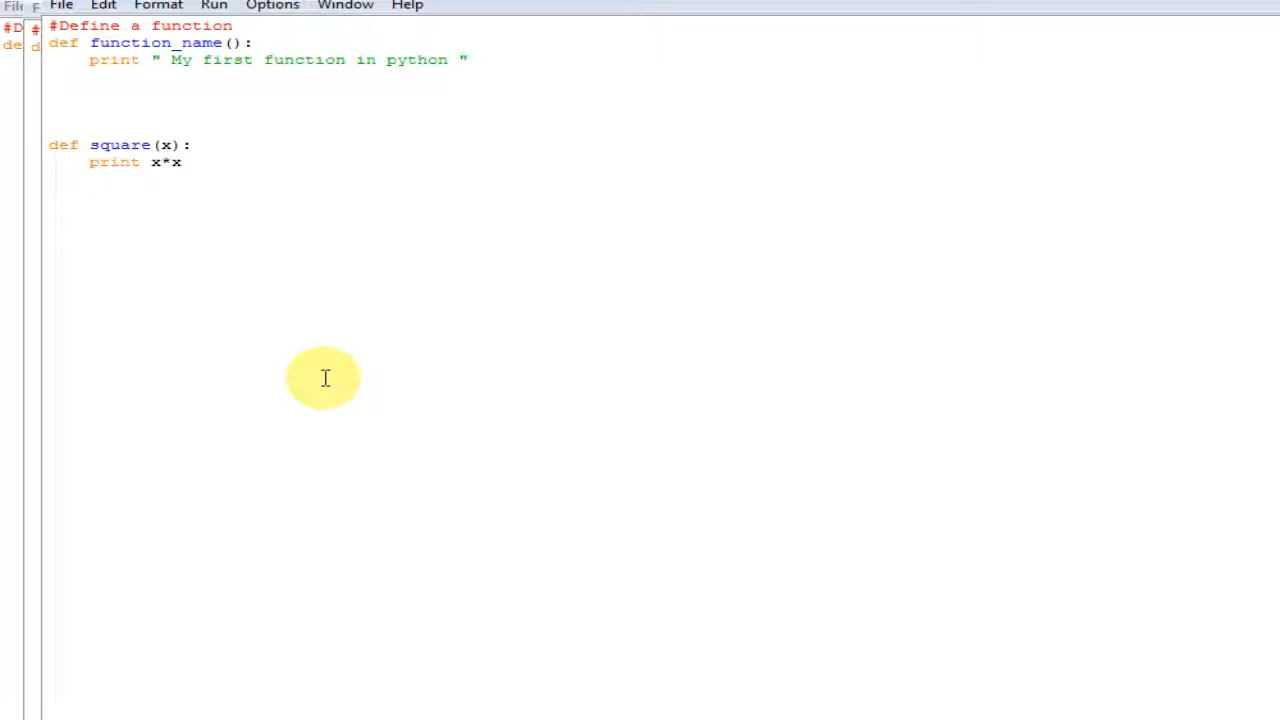 File Edit Format Run Options Window Help
#Define a function
def function_name():
    print " My first function in python "
def square(x):
    print x*x